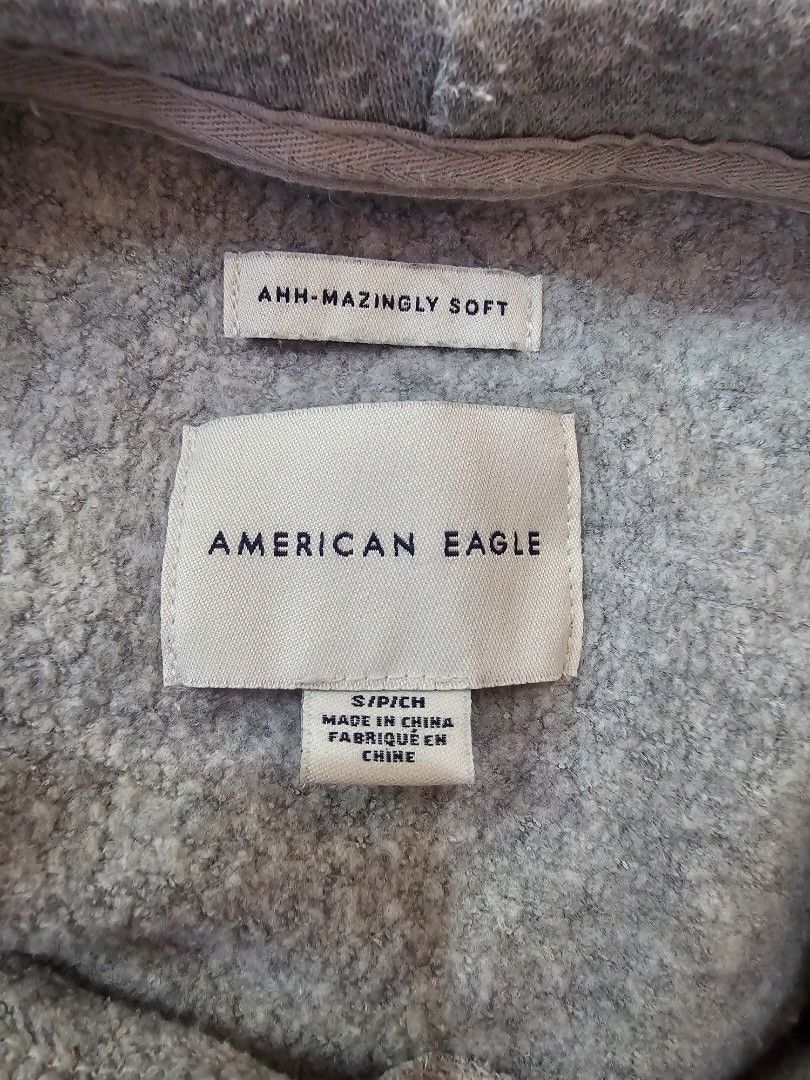 AHH-MAZINGLY SOFT
AMERICAN EAGLE
S/P/CH
MADE IN CHINA
FABRIQUÉ EN
CHINE